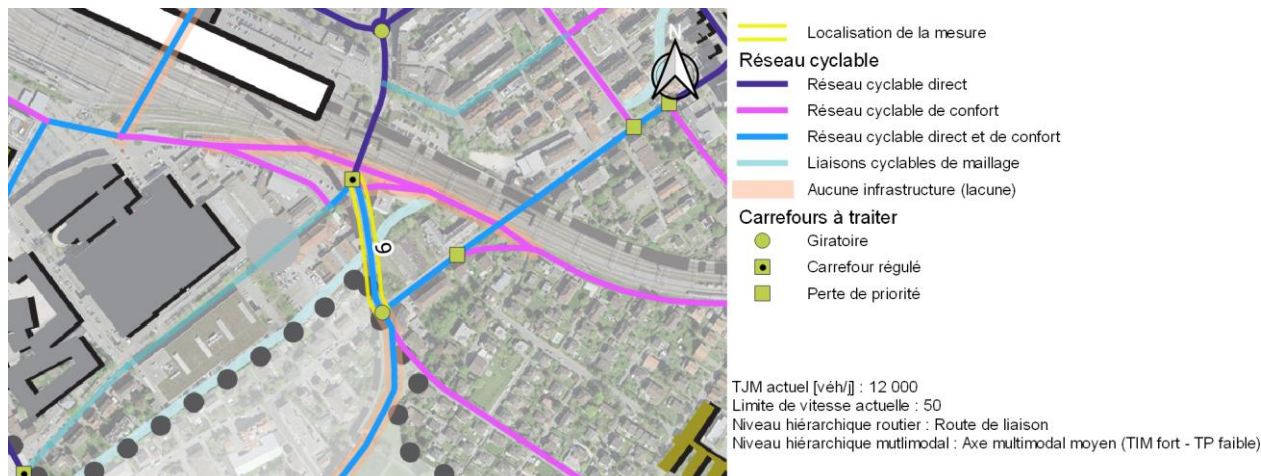 N
6
Localisation de la mesure
Réseau cyclable
Réseau cyclable direct
Réseau cyclable de confort
Réseau cyclable direct et de confort
Liaisons cyclables de maillage
Aucune infrastructure (lacune)
Carrefours à traiter
Giratoire
Carrefour régulé
Perte de priorité
TJM actuel [véh/j] : 12 000
Limite de vitesse actuelle : 50
Niveau hiérarchique routier : Route de liaison
Niveau hiérarchique mutlimodal : Axe multimodal moyen (TIM fort - TP faible)